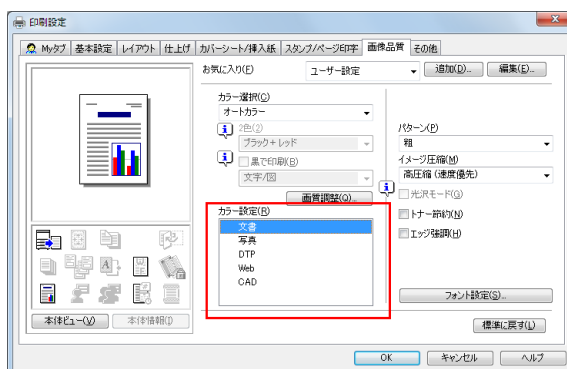 印刷設定
Myタブ 基本設定 レイアウト 仕上げ カバーシート/挿入紙 スタンプ/ページ印字 画像品質 その他
お気に入り(F) ユーザー設定 追加(D)... 編集(E)...
カラー選択(C)
オートカラー
2色(2)
ブラック+レッド
黒で印刷(B)
文字/図
画質調整(Q)...
カラー設定(R)
文書
写真
DTP
Web
CAD
パターン(P)
粗
イメージ圧縮(M)
高圧縮 (速度優先)
光沢モード(G)
トナー節約(N)
エッジ強調(H)
フォント設定(S)...
本体ビュー(V) 本体情報(I)
標準に戻す(L)
OK キャンセル ヘルプ